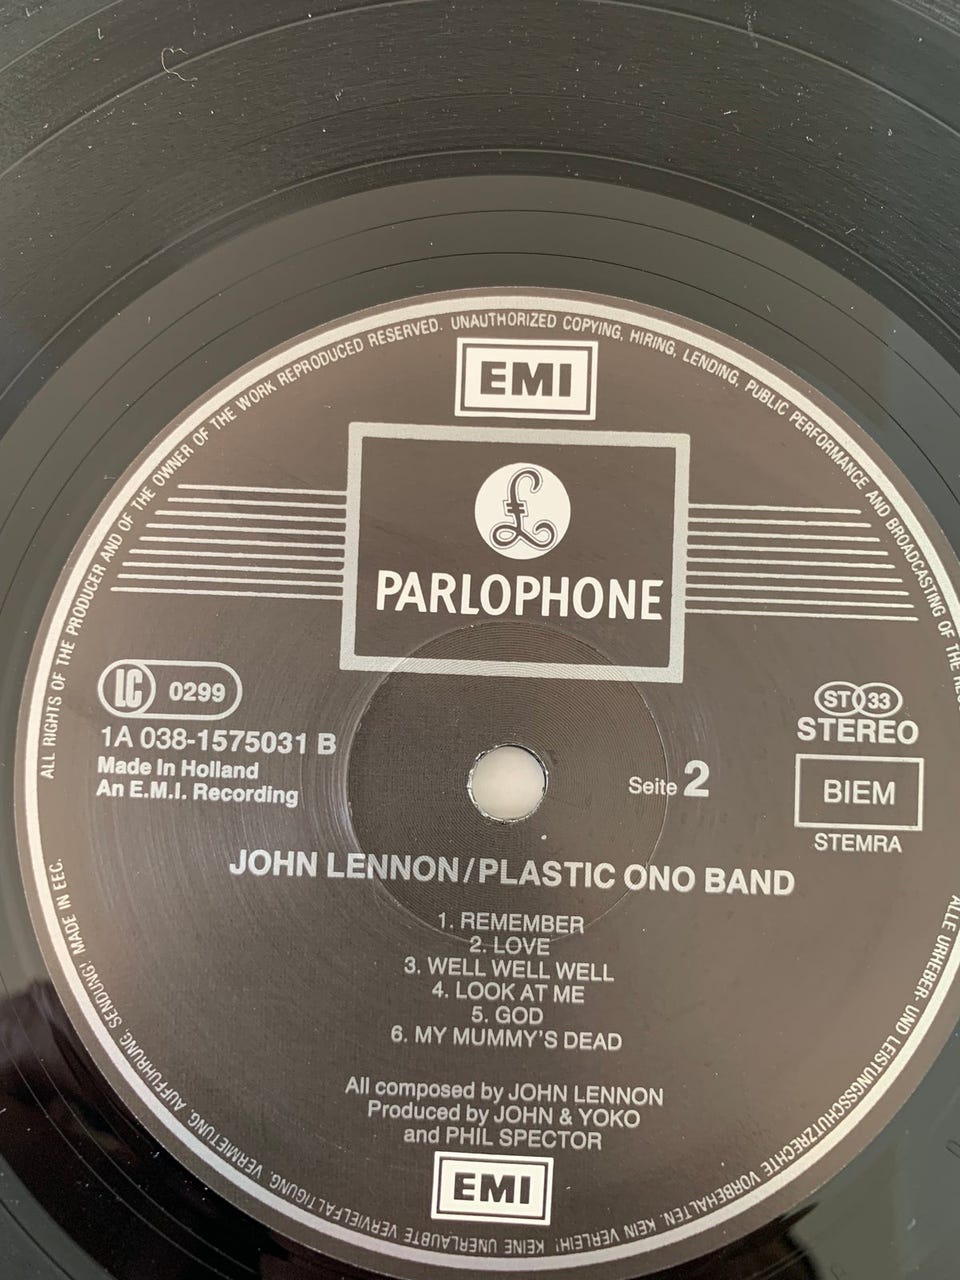 ALL RIGHTS OF THE PRODUCER AND OF THE OWNER OF THE WORK REPRODUCED RESERVED. UNAUTHORIZED COPYING, HIRING, LENDING, PUBLIC PERFORMANCE AND BROADCASTING OF THE
EMI
£
PARLOPHONE
LC 0299
1A 038-1575031 B
Made In Holland
An E.M.I. Recording
Seite 2
ST 33
STEREO
BIEM
STEMRA
JOHN LENNON/PLASTIC ONO BAND
1. REMEMBER
2. LOVE
3. WELL WELL WELL
4. LOOK AT ME
5. GOD
6. MY MUMMY'S DEAD
All composed by JOHN LENNON
Produced by JOHN & YOKO
and PHIL SPECTOR
EMI
ALLE URHEBER- UND LEISTUNGSSCHUTZRECHTE VORBEHALTEN. KEIN VERLEIH! KEINE UNERLAUBTE VERVIELFALTIGUNG, VERMIETUNG, AUFFUHRUNG, SENDUNG! MADE IN EEC.